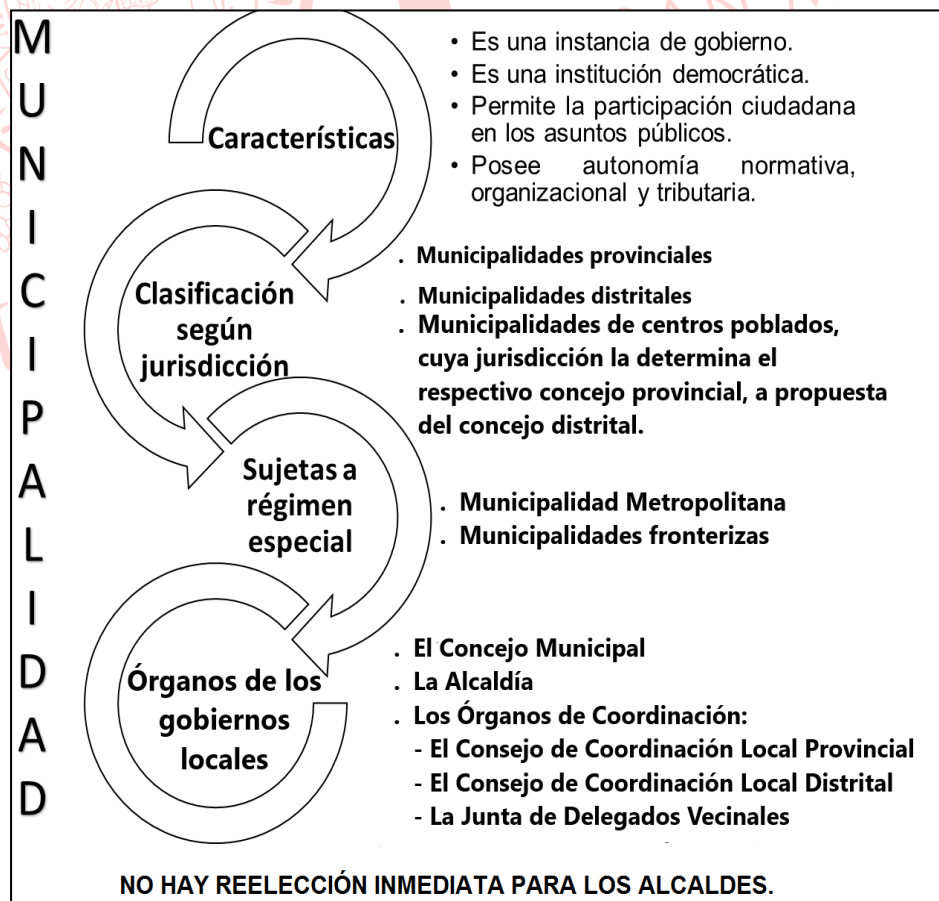 MUNICIPALIDAD
Características
• Es una instancia de gobierno.
• Es una institución democrática.
• Permite la participación ciudadana
en los asuntos públicos.
• Posee autonomía normativa,
organizacional y tributaria.
Clasificación
según
jurisdicción
. Municipalidades provinciales
. Municipalidades distritales
. Municipalidades de centros poblados,
cuya jurisdicción la determina el
respectivo concejo provincial, a propuesta
del concejo distrital.
Sujetas a
régimen
especial
. Municipalidad Metropolitana
. Municipalidades fronterizas
Órganos de los
gobiernos
locales
. El Concejo Municipal
. La Alcaldía
. Los Órganos de Coordinación:
- El Consejo de Coordinación Local Provincial
- El Consejo de Coordinación Local Distrital
- La Junta de Delegados Vecinales
NO HAY REELECCIÓN INMEDIATA PARA LOS ALCALDES.